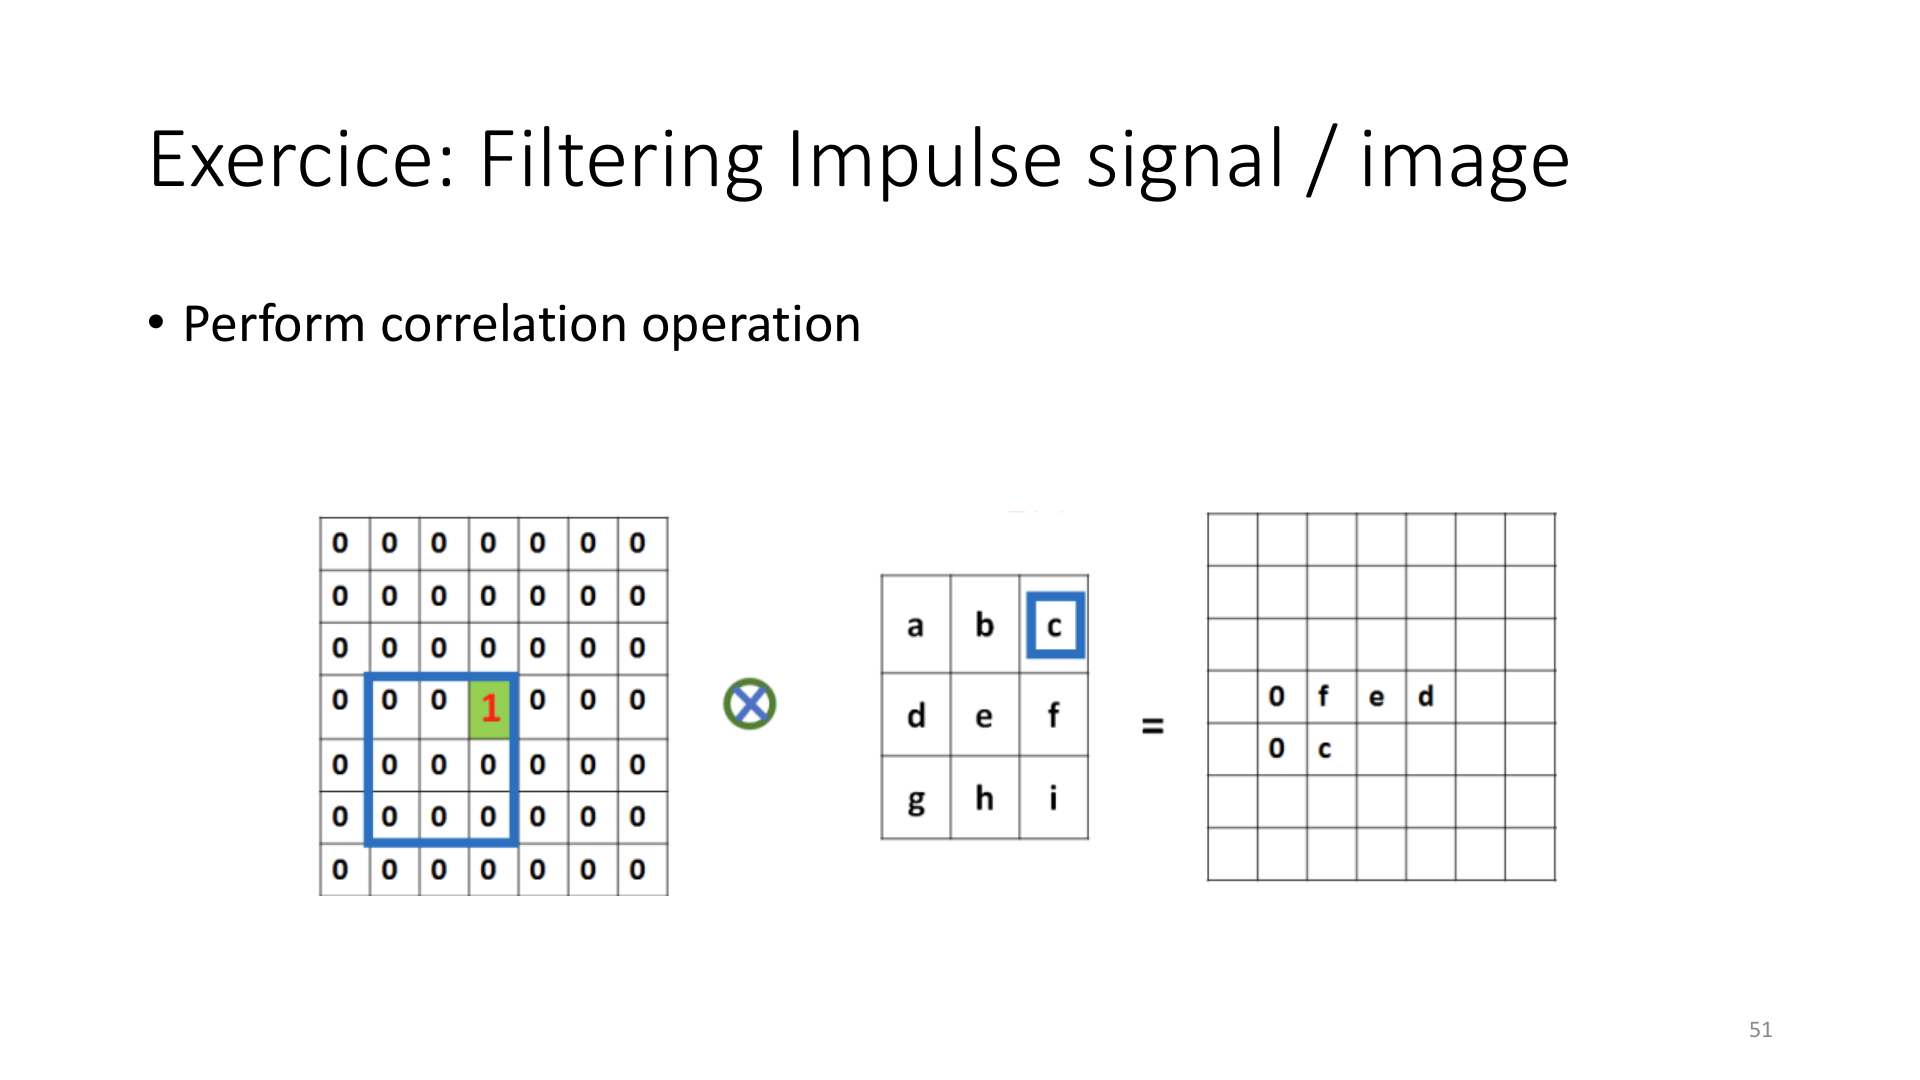 Exercice: Filtering Impulse signal / image
• Perform correlation operation
0 0 0 0 0 0 0
0 0 0 0 0 0 0
0 0 0 0 0 0 0
0 0 0 1 0 0 0
0 0 0 0 0 0 0
0 0 0 0 0 0 0
0 0 0 0 0 0 0
a b c
d e f
g h i
=
0 f e d
0 c
51